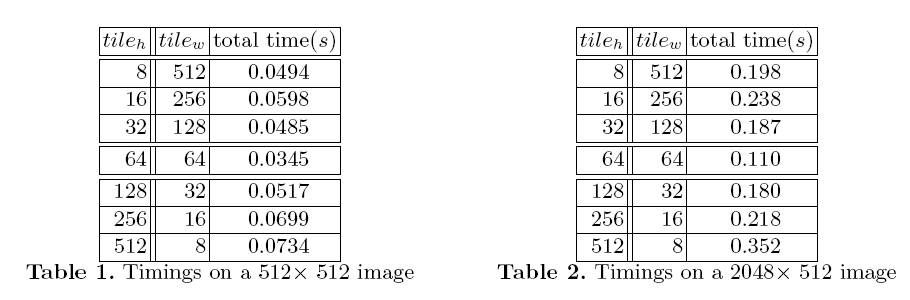 tile_h tile_w total time(s)
8 512 0.0494
16 256 0.0598
32 128 0.0485
64 64 0.0345
128 32 0.0517
256 16 0.0699
512 8 0.0734
Table 1. Timings on a 512× 512 image
tile_h tile_w total time(s)
8 512 0.198
16 256 0.238
32 128 0.187
64 64 0.110
128 32 0.180
256 16 0.218
512 8 0.352
Table 2. Timings on a 2048× 512 image